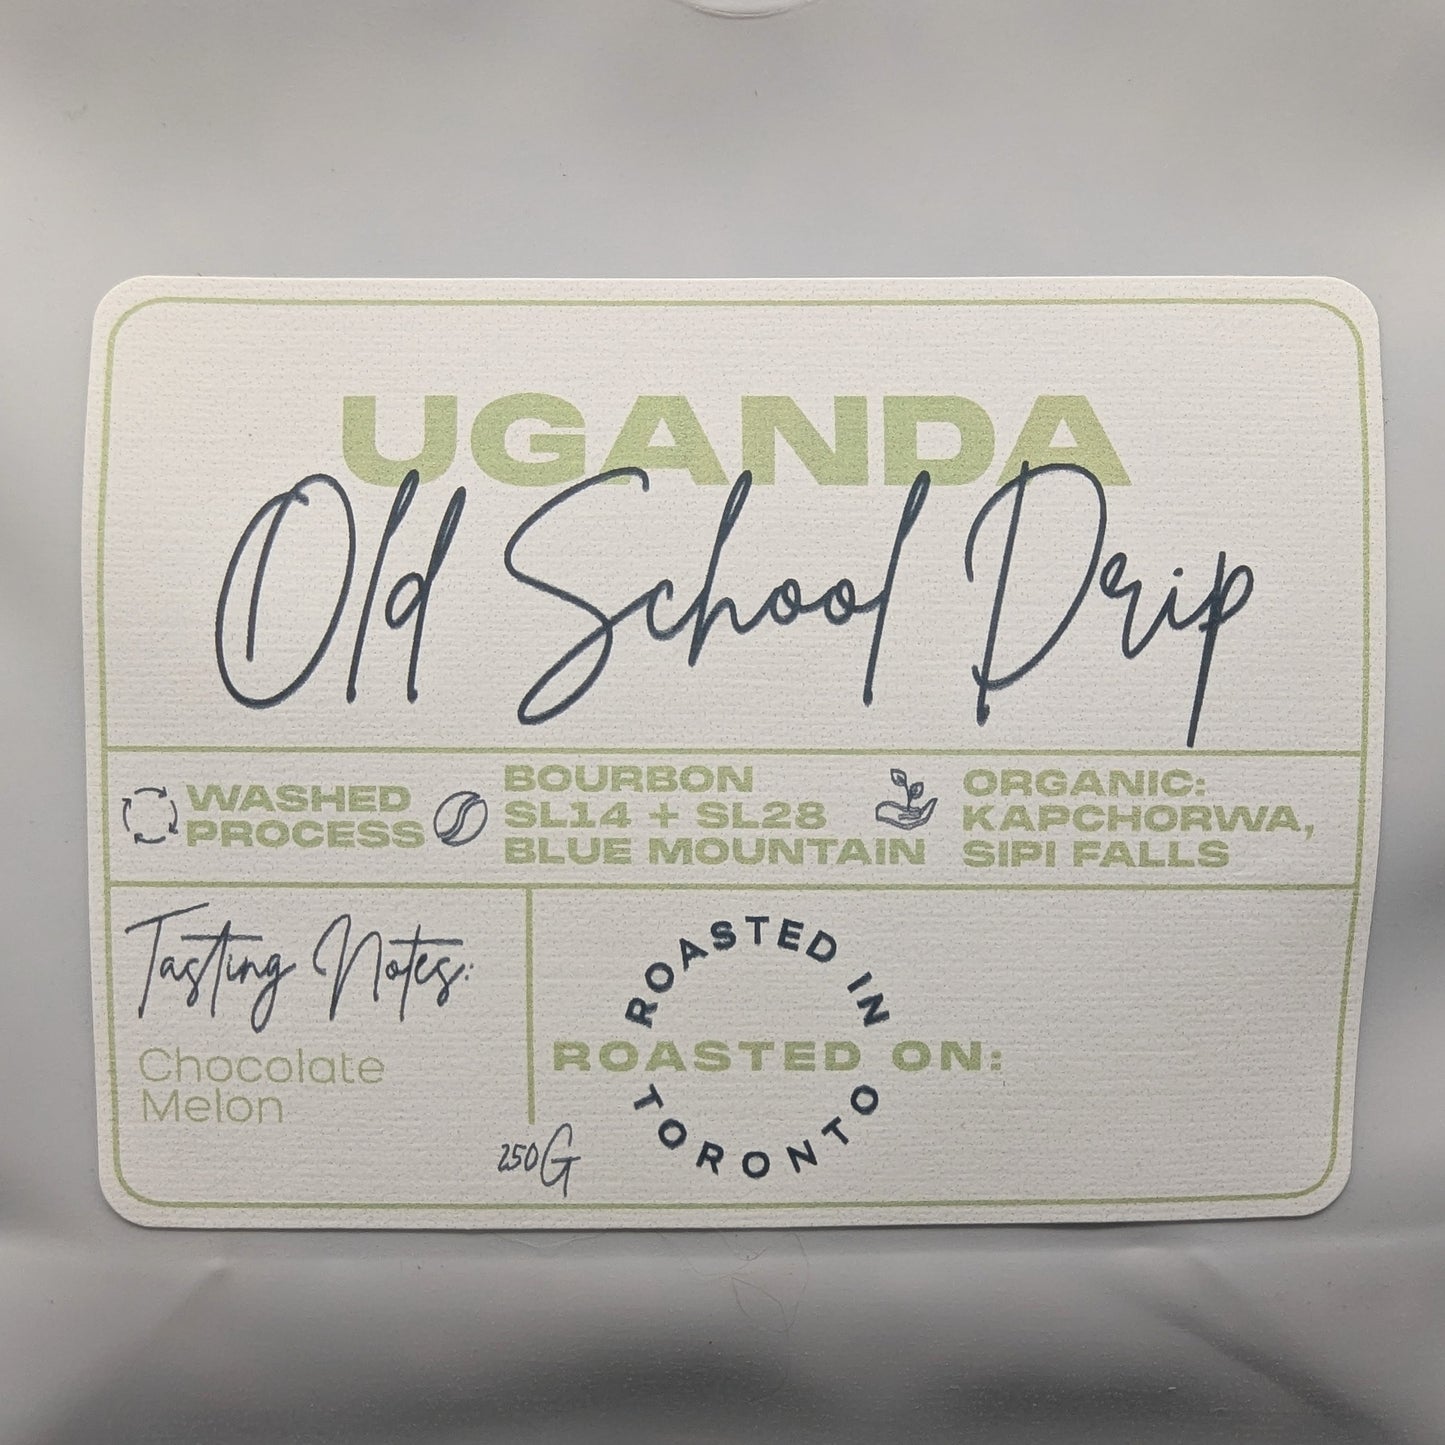 UGANDA
Old School Drip
WASHED
PROCESS
BOURBON
SL14 + SL28
BLUE MOUNTAIN
ORGANIC:
KAPCHORWA,
SIPI FALLS
Tasting Notes:
Chocolate
Melon
250G
ROASTED IN
ROASTED ON:
TORONTO